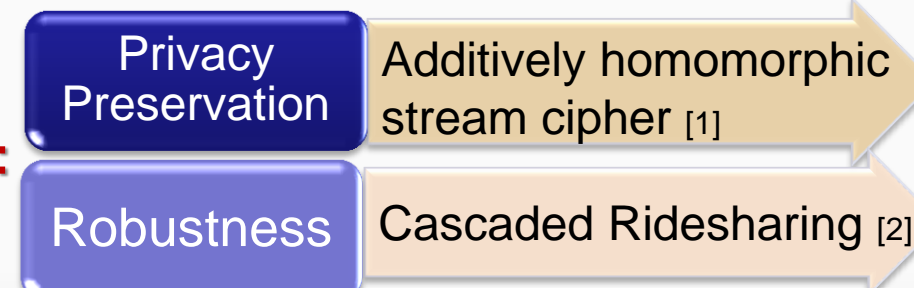 Privacy
Preservation
Additively homomorphic
stream cipher [1]
:
Robustness
Cascaded Ridesharing [2]